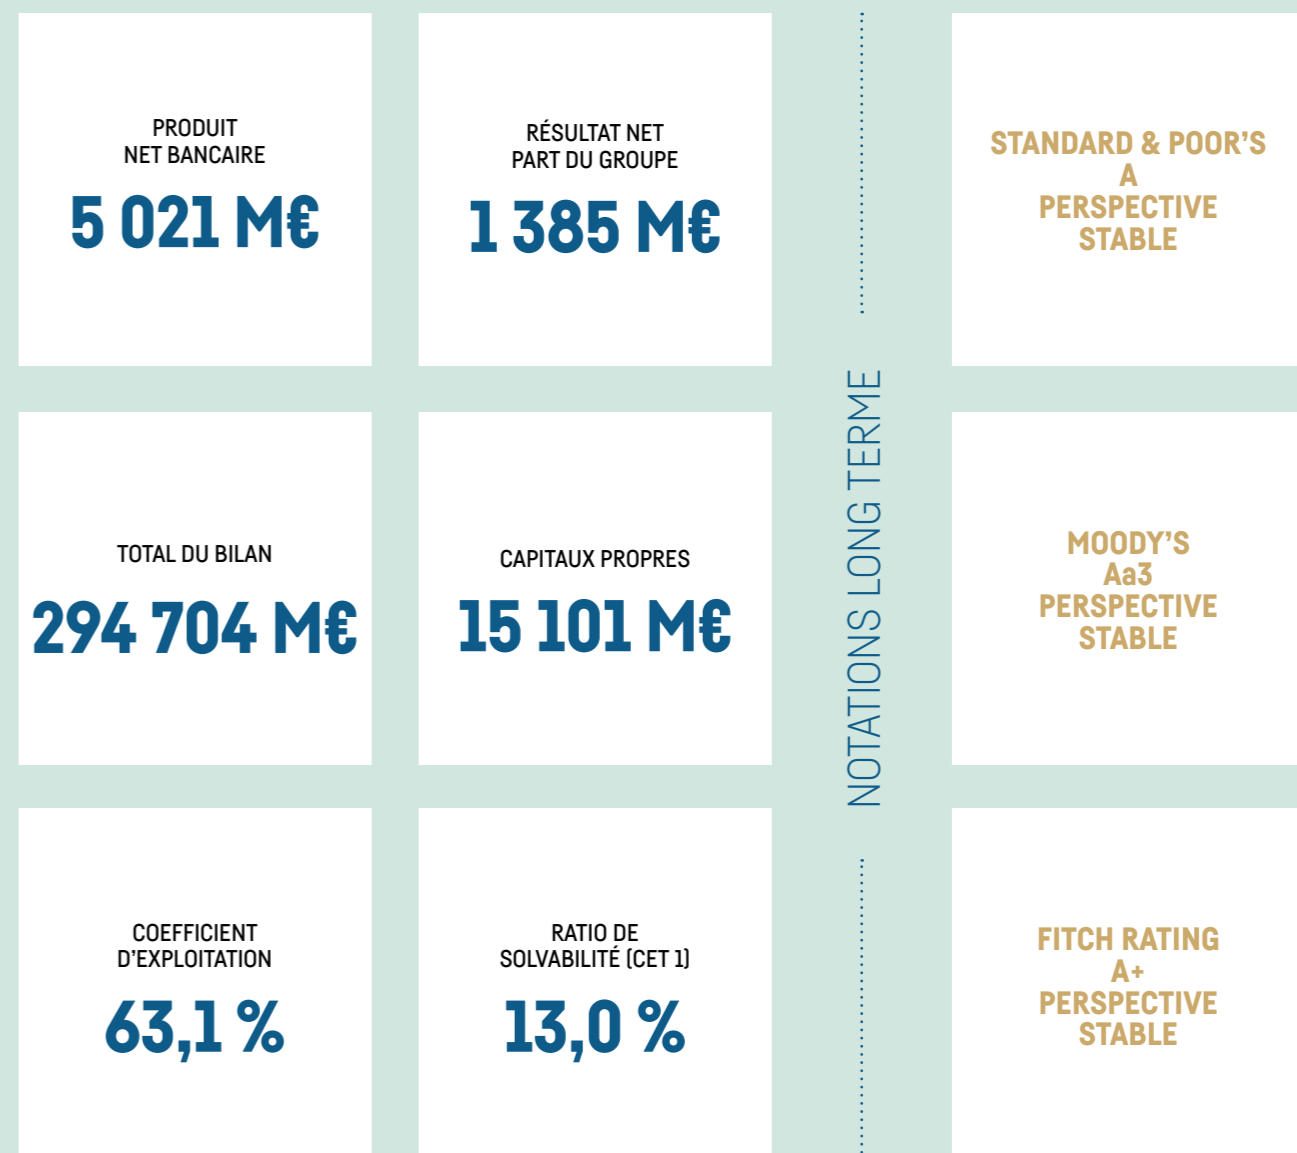 PRODUIT
NET BANCAIRE
5 021 M€
RÉSULTAT NET
PART DU GROUPE
1 385 M€
TOTAL DU BILAN
294 704 M€
CAPITAUX PROPRES
15 101 M€
COEFFICIENT
D'EXPLOITATION
63,1 %
RATIO DE
SOLVABILITÉ (CET 1)
13,0 %
NOTATIONS LONG TERME
STANDARD & POOR'S
A
PERSPECTIVE
STABLE
MOODY'S
Aa3
PERSPECTIVE
STABLE
FITCH RATING
A+
PERSPECTIVE
STABLE